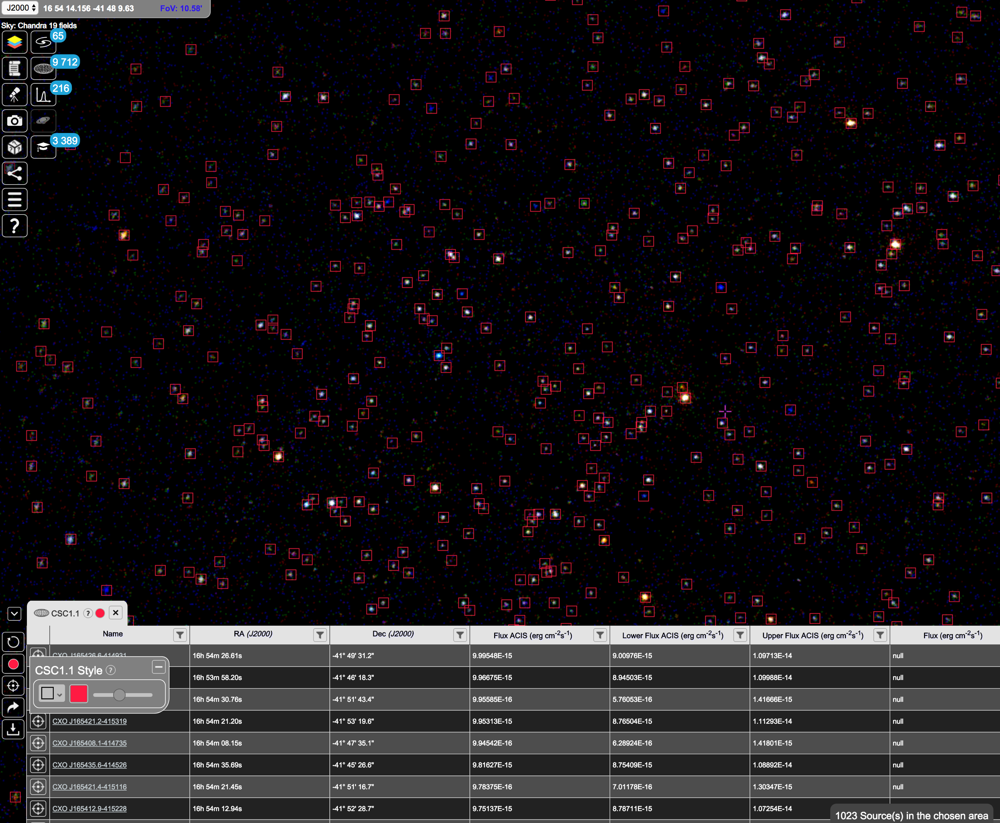 J2000 16 54 14.156 -41 48 9.63 FoV: 10.58'
Sky: Chandra 19 fields
65
9 712
216
3 389
?
CSC1.1 ?
Name RA (J2000) Dec (J2000) Flux ACIS (erg cm-2s-1) Lower Flux ACIS (erg cm-2s-1) Upper Flux ACIS (erg cm-2s-1) Flux (erg cm-2s-1)
CXO J165426.6-414931 16h 54m 26.61s -41° 49' 31.2" 9.99548E-15 9.00976E-15 1.09713E-14 null
CSC1.1 Style ?
16h 53m 58.20s -41° 46' 18.3" 9.96675E-15 8.94503E-15 1.09988E-14 null
16h 54m 30.76s -41° 51' 43.4" 9.95585E-16 5.76053E-16 1.41666E-15 null
CXO J165421.2-415319 16h 54m 21.20s -41° 53' 19.6" 9.95313E-15 8.76504E-15 1.11293E-14 null
CXO J165408.1-414735 16h 54m 08.15s -41° 47' 35.1" 9.94542E-16 6.28924E-16 1.41801E-15 null
CXO J165435.6-414526 16h 54m 35.69s -41° 45' 26.6" 9.81627E-15 8.75409E-15 1.08892E-14 null
CXO J165421.4-415116 16h 54m 21.45s -41° 51' 16.7" 9.78375E-16 7.01178E-16 1.30347E-15 null
CXO J165412.9-415228 16h 54m 12.94s -41° 52' 28.7" 9.75137E-15 8.78711E-15 1.07254E-14
1023 Source(s) in the chosen area